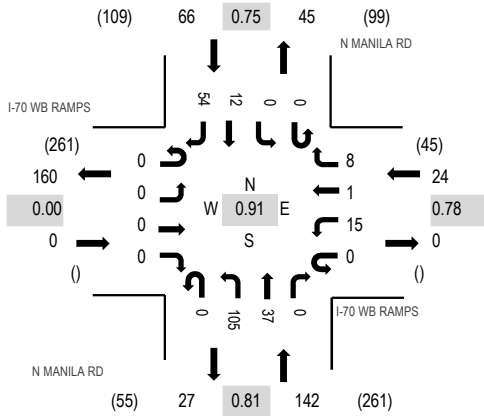 (109) 66 0.75 45 (99)
N MANILA RD
I-70 WB RAMPS
54 12 0 0
(261) (45)
0 8
160 24
0 N 1
0.00 W 0.91 E 0.78
0 S 15
0 0
0 0
() ()
0 105 37 0
I-70 WB RAMPS
N MANILA RD
(55) 27 0.81 142 (261)